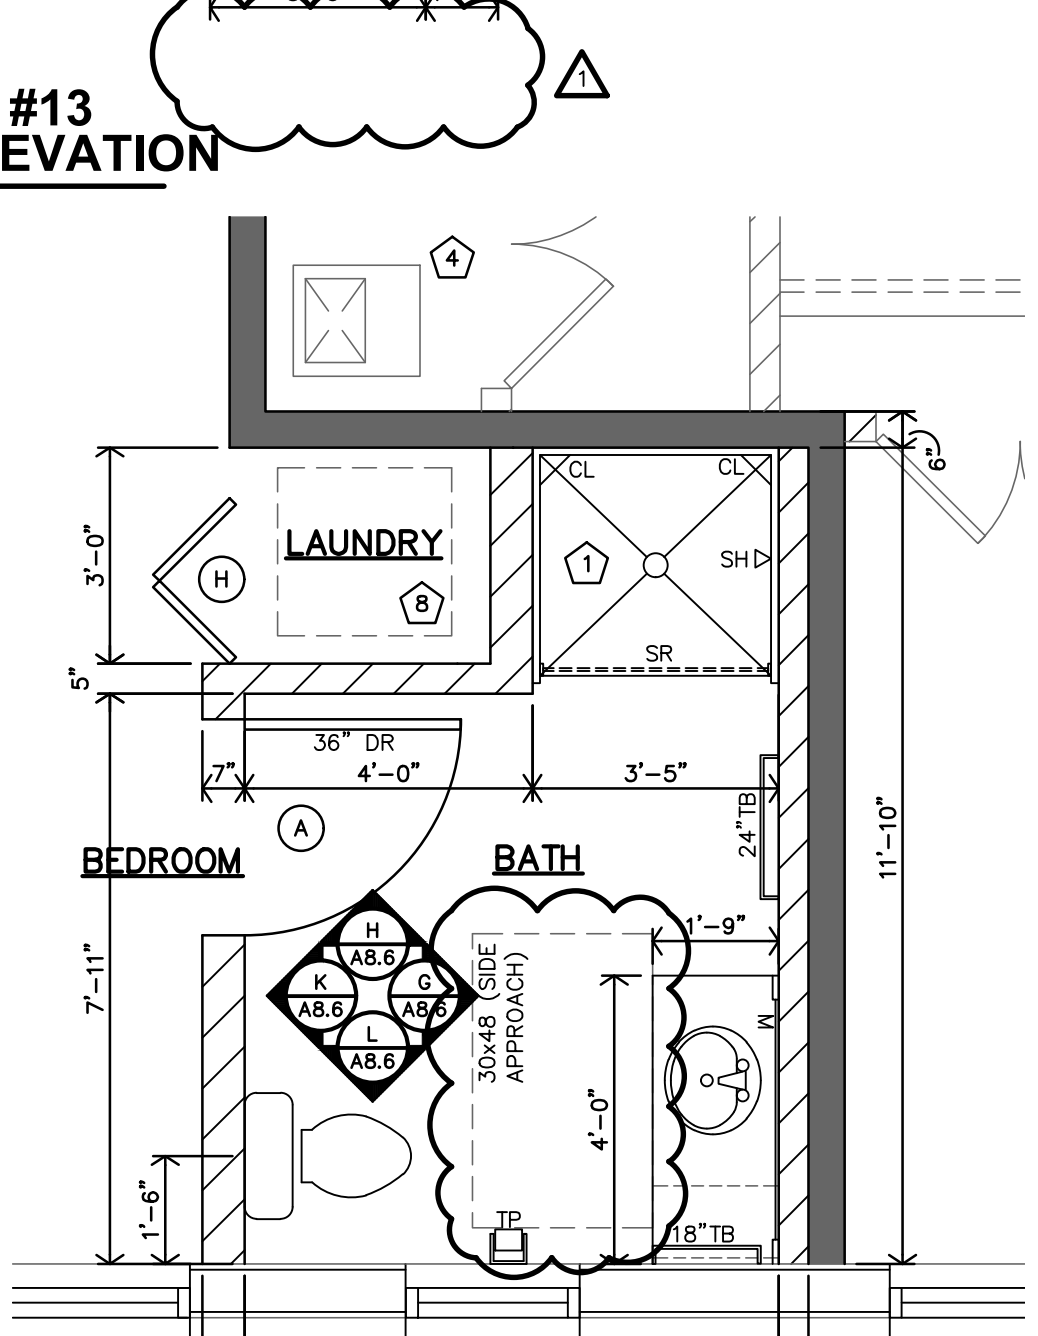 1
#13
EVATION
4
6"
CL
CL
3'-0"
LAUNDRY
H
1
SH
8
SR
5"
36" DR
7"
4'-0"
3'-5"
24"TB
A
11'-10"
BEDROOM
BATH
1'-9"
H
A8.6
K
A8.6
G
A8.6
L
A8.6
30x48 (SIDE
APPROACH)
7'-11"
M
4'-0"
1'-6"
TP
18"TB